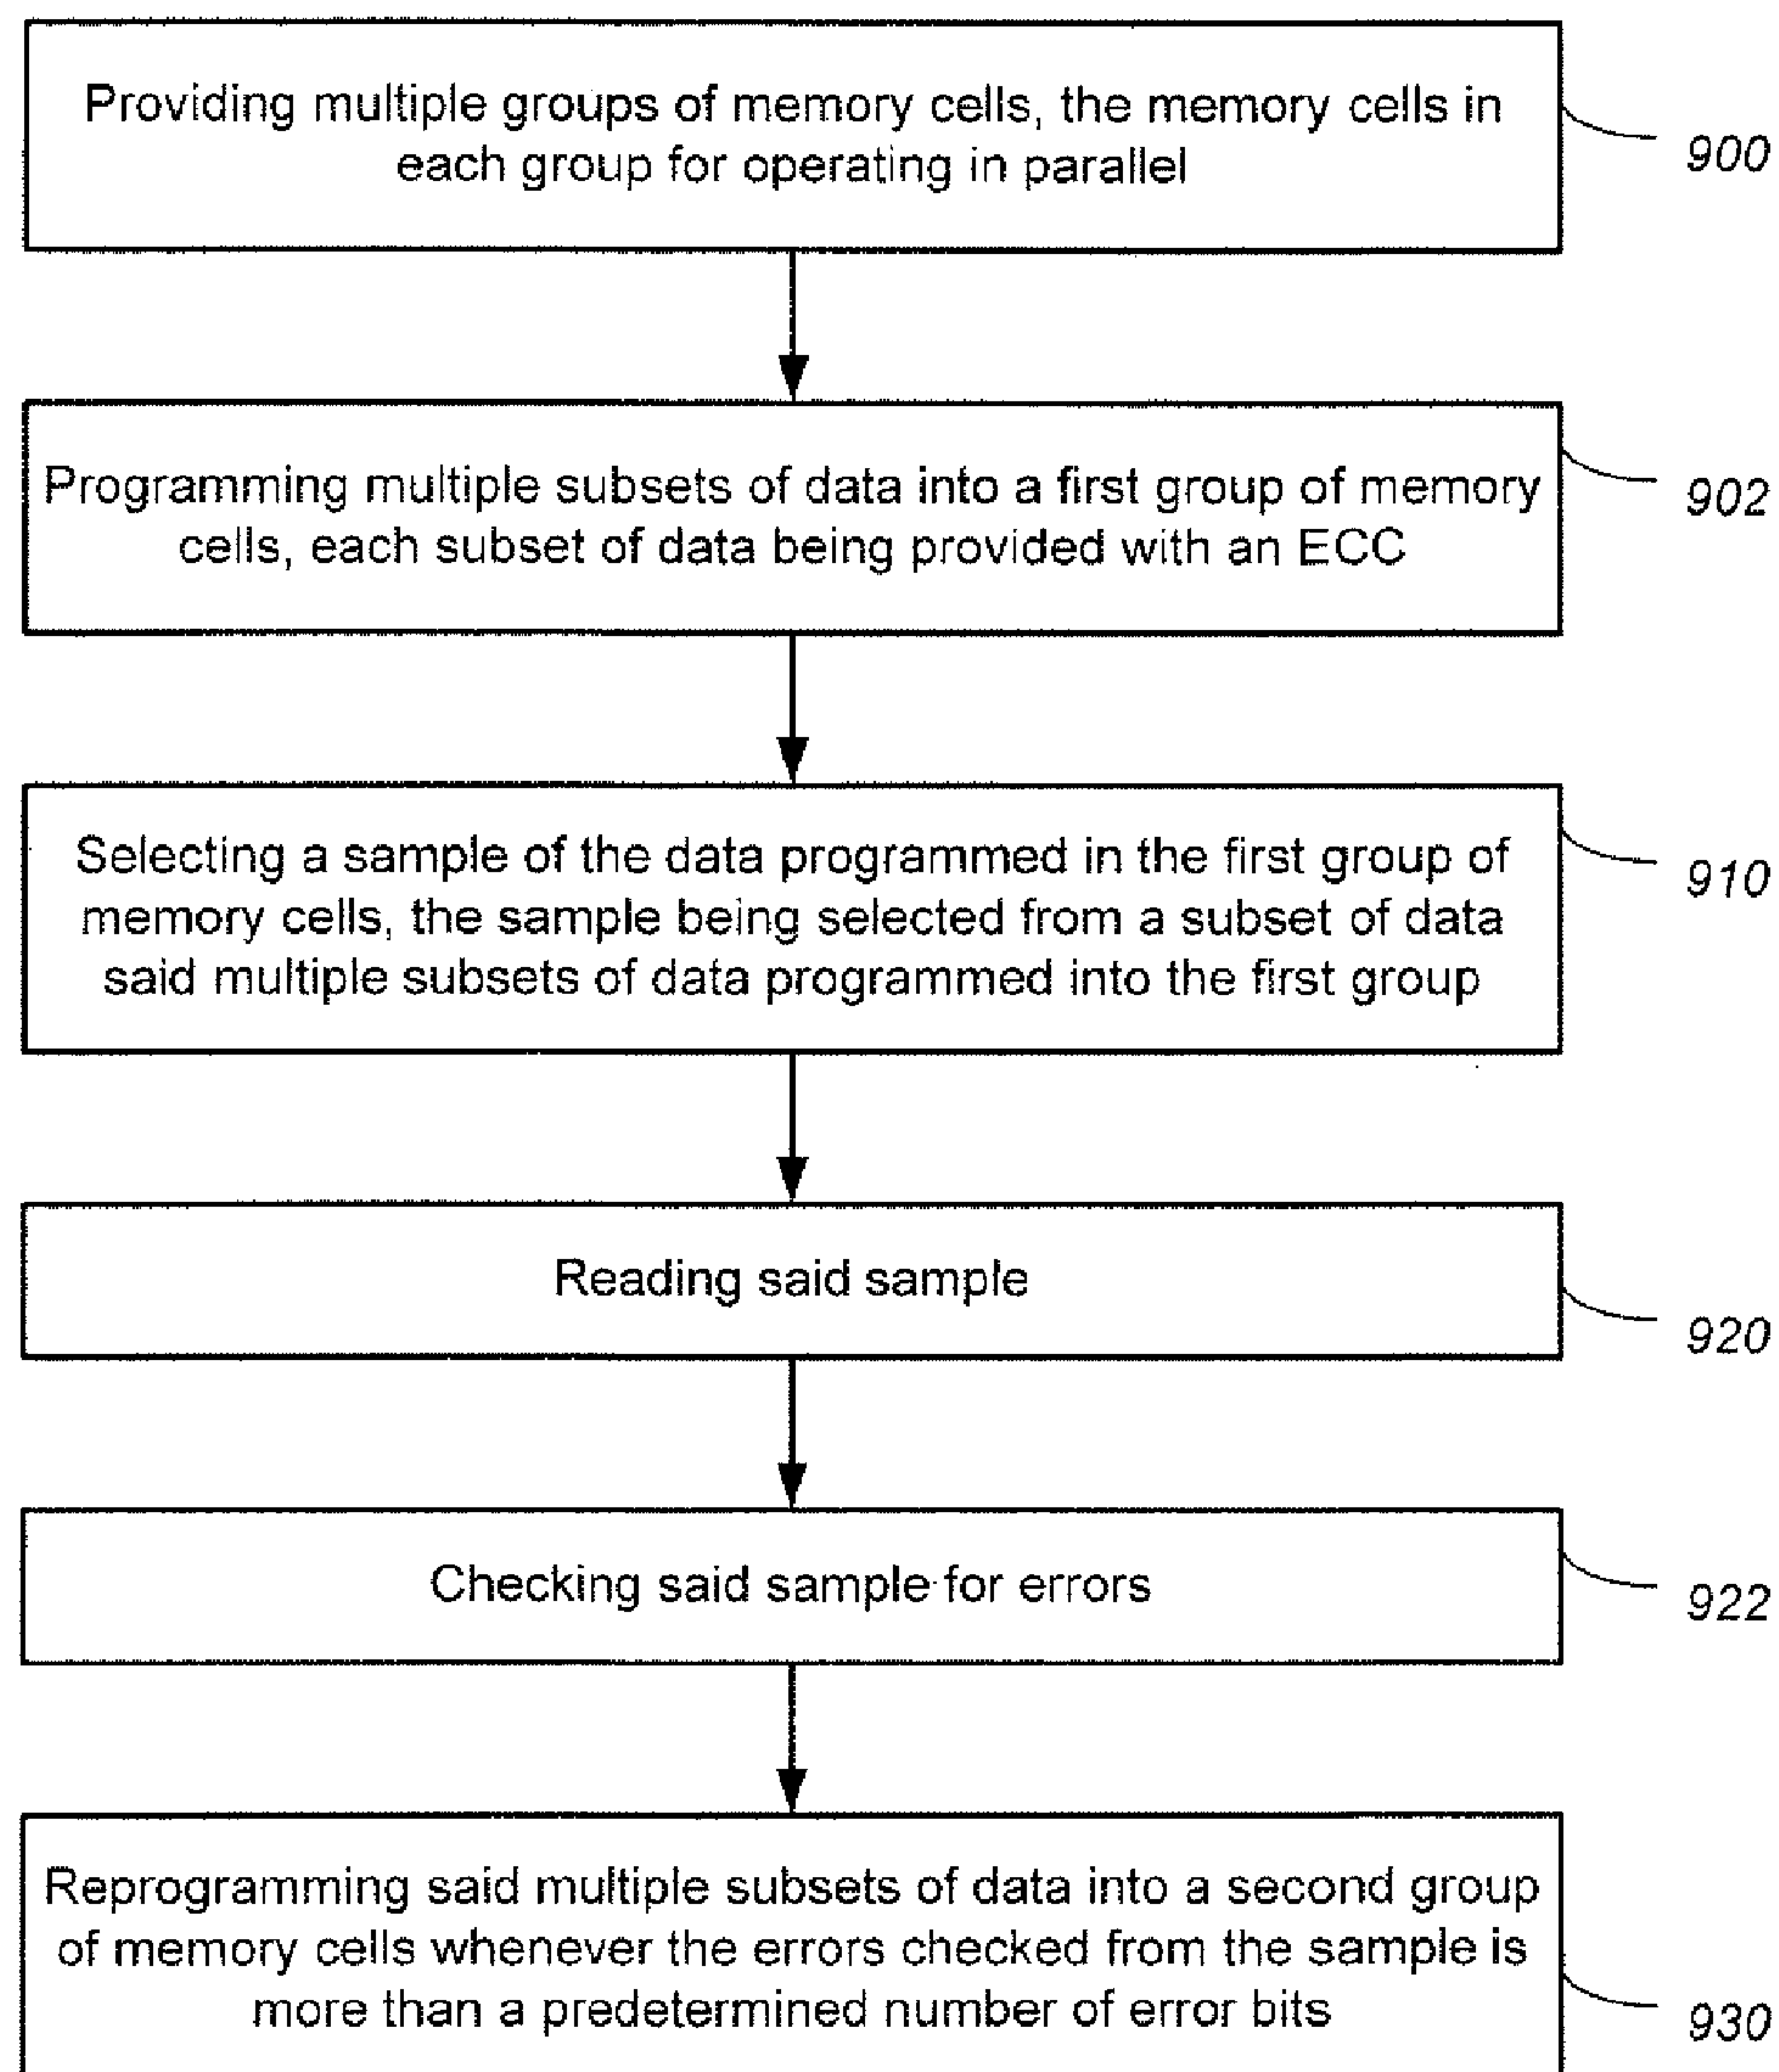 Providing multiple groups of memory cells, the memory cells in
each group for operating in parallel
900
Programming multiple subsets of data into a first group of memory
cells, each subset of data being provided with an ECC
902
Selecting a sample of the data programmed in the first group of
memory cells, the sample being selected from a subset of data
said multiple subsets of data programmed into the first group
910
Reading said sample
920
Checking said sample for errors
922
Reprogramming said multiple subsets of data into a second group
of memory cells whenever the errors checked from the sample is
more than a predetermined number of error bits
930